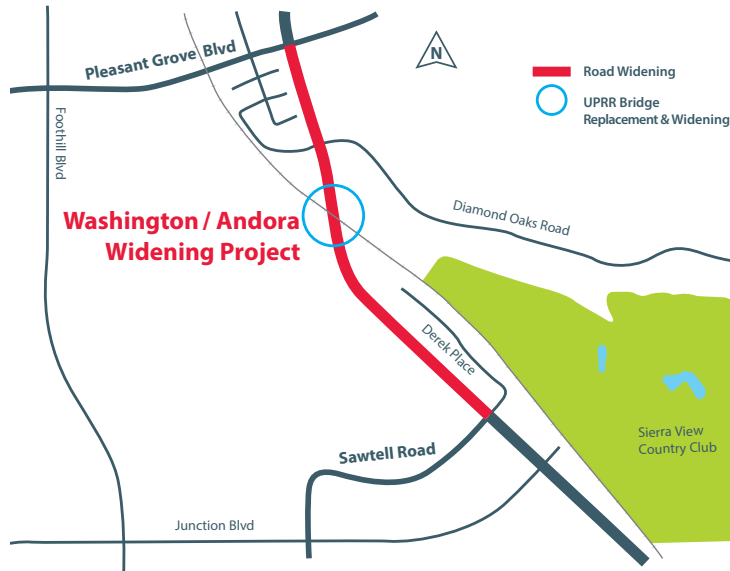 Pleasant Grove Blvd
N
Road Widening
UPRR Bridge
Replacement & Widening
Foothill Blvd
Washington / Andora
Widening Project
Diamond Oaks Road
Derek Place
Sierra View
Country Club
Sawtell Road
Junction Blvd